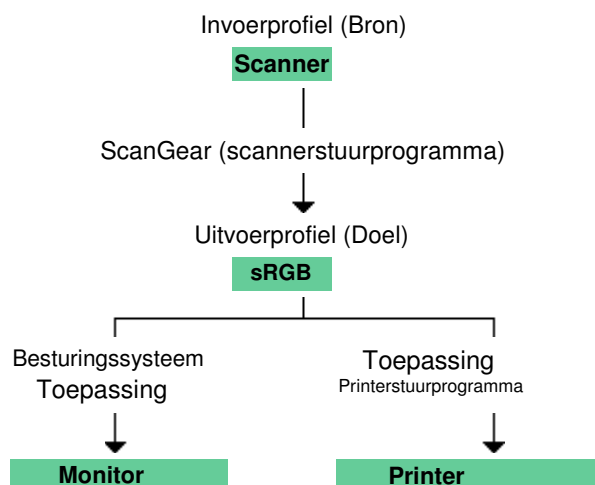 Invoerprofiel (Bron)
Scanner
ScanGear (scannerstuurprogramma)
Uitvoerprofiel (Doel)
sRGB
Besturingssysteem
Toepassing
Toepassing
Printerstuurprogramma
Monitor
Printer